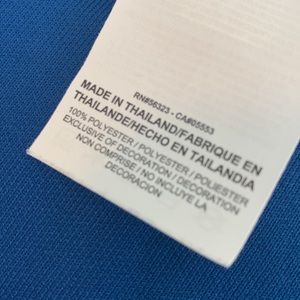 RN#56323 - CA#05553
MADE IN THAILAND/FABRIQUE EN
THAILANDE/HECHO EN TAILANDIA
100% POLYESTER / POLYESTER / POLIESTER
EXCLUSIVE OF DECORATION / DECORATION
NON COMPRISE / NO INCLUYE LA
DECORACION